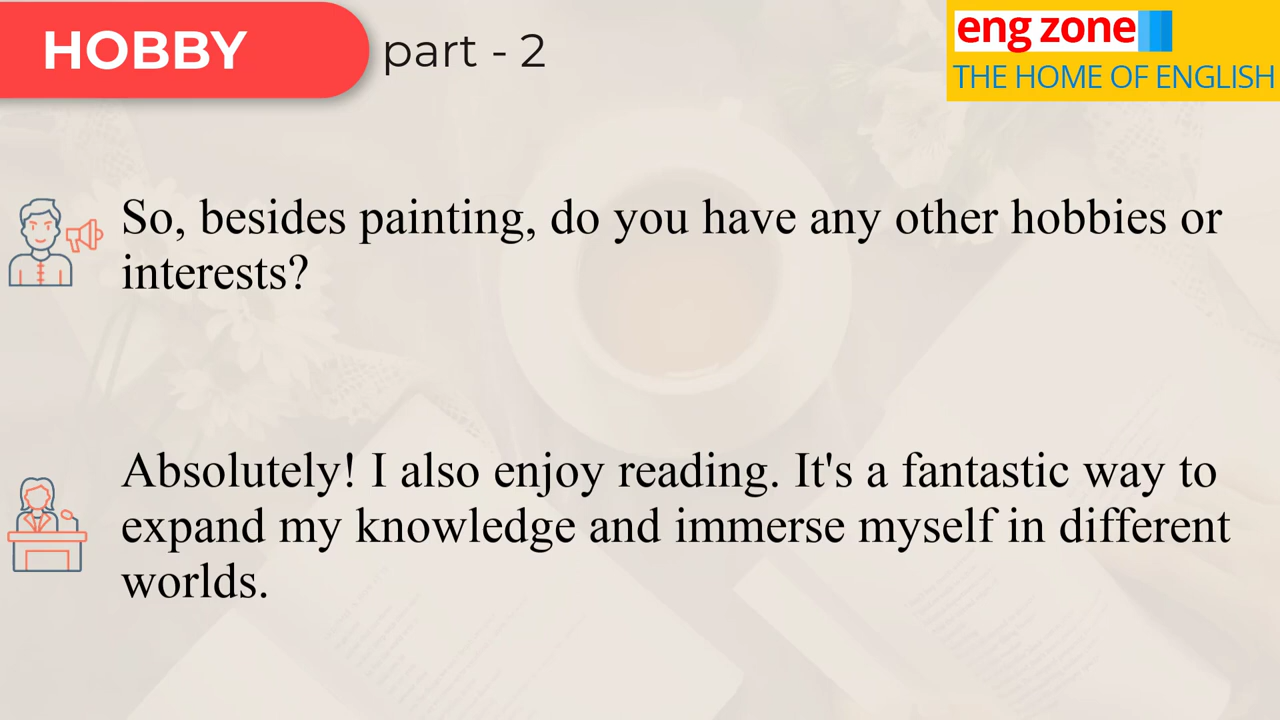 HOBBY part - 2
eng zone
THE HOME OF ENGLISH
So, besides painting, do you have any other hobbies or
interests?
Absolutely! I also enjoy reading. It's a fantastic way to
expand my knowledge and immerse myself in different
worlds.